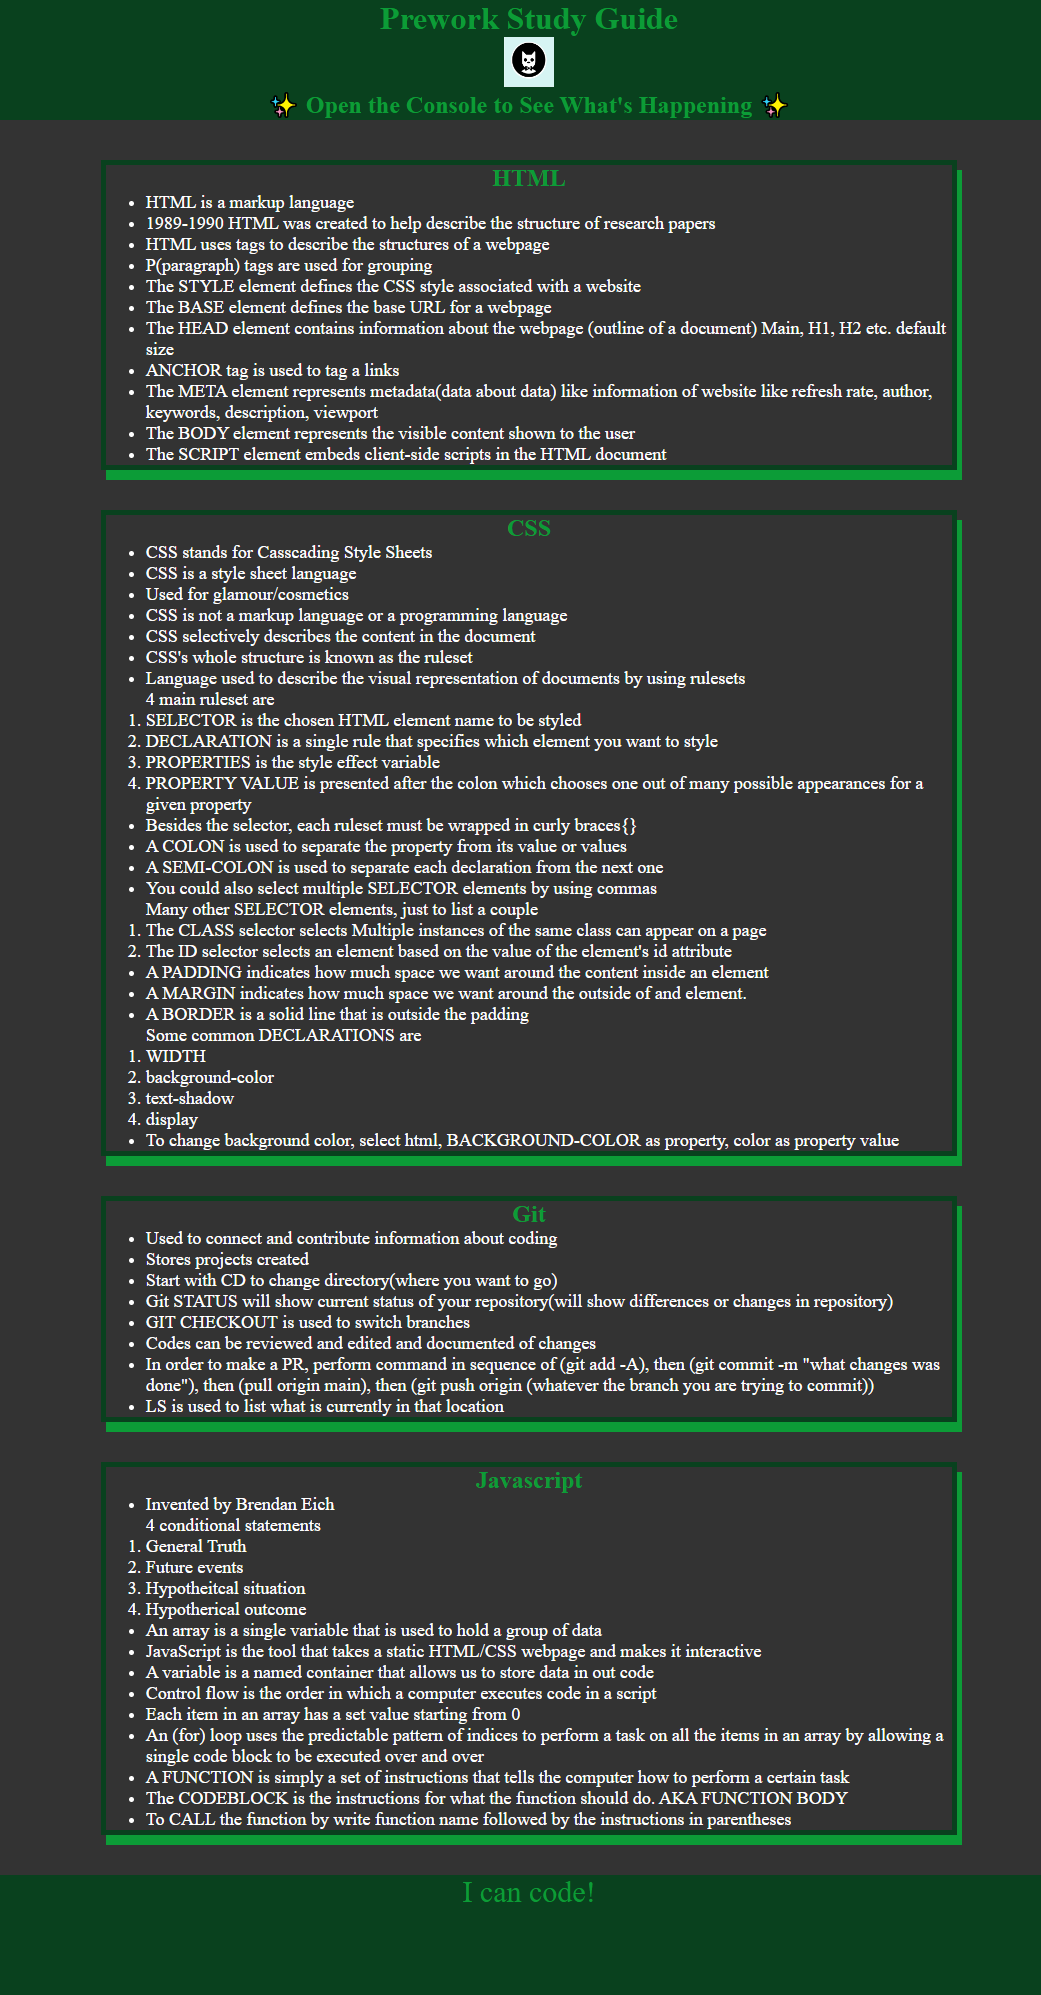 Prework Study Guide
✨ Open the Console to See What's Happening ✨
HTML
• HTML is a markup language
• 1989-1990 HTML was created to help describe the structure of research papers
• HTML uses tags to describe the structures of a webpage
• P(paragraph) tags are used for grouping
• The STYLE element defines the CSS style associated with a website
• The BASE element defines the base URL for a webpage
• The HEAD element contains information about the webpage (outline of a document) Main, H1, H2 etc. default
size
• ANCHOR tag is used to tag a links
• The META element represents metadata(data about data) like information of website like refresh rate, author,
keywords, description, viewport
• The BODY element represents the visible content shown to the user
• The SCRIPT element embeds client-side scripts in the HTML document
CSS
• CSS stands for Casscading Style Sheets
• CSS is a style sheet language
• Used for glamour/cosmetics
• CSS is not a markup language or a programming language
• CSS selectively describes the content in the document
• CSS's whole structure is known as the ruleset
• Language used to describe the visual representation of documents by using rulesets
4 main ruleset are
1. SELECTOR is the chosen HTML element name to be styled
2. DECLARATION is a single rule that specifies which element you want to style
3. PROPERTIES is the style effect variable
4. PROPERTY VALUE is presented after the colon which chooses one out of many possible appearances for a
given property
• Besides the selector, each ruleset must be wrapped in curly braces{}
• A COLON is used to separate the property from its value or values
• A SEMI-COLON is used to separate each declaration from the next one
• You could also select multiple SELECTOR elements by using commas
Many other SELECTOR elements, just to list a couple
1. The CLASS selector selects Multiple instances of the same class can appear on a page
2. The ID selector selects an element based on the value of the element's id attribute
• A PADDING indicates how much space we want around the content inside an element
• A MARGIN indicates how much space we want around the outside of and element.
• A BORDER is a solid line that is outside the padding
Some common DECLARATIONS are
1. WIDTH
2. background-color
3. text-shadow
4. display
• To change background color, select html, BACKGROUND-COLOR as property, color as property value
Git
• Used to connect and contribute information about coding
• Stores projects created
• Start with CD to change directory(where you want to go)
• Git STATUS will show current status of your repository(will show differences or changes in repository)
• GIT CHECKOUT is used to switch branches
• Codes can be reviewed and edited and documented of changes
• In order to make a PR, perform command in sequence of (git add -A), then (git commit -m "what changes was
done"), then (pull origin main), then (git push origin (whatever the branch you are trying to commit))
• LS is used to list what is currently in that location
Javascript
• Invented by Brendan Eich
4 conditional statements
1. General Truth
2. Future events
3. Hypotheitcal situation
4. Hypotherical outcome
• An array is a single variable that is used to hold a group of data
• JavaScript is the tool that takes a static HTML/CSS webpage and makes it interactive
• A variable is a named container that allows us to store data in out code
• Control flow is the order in which a computer executes code in a script
• Each item in an array has a set value starting from 0
• An (for) loop uses the predictable pattern of indices to perform a task on all the items in an array by allowing a
single code block to be executed over and over
• A FUNCTION is simply a set of instructions that tells the computer how to perform a certain task
• The CODEBLOCK is the instructions for what the function should do. AKA FUNCTION BODY
• To CALL the function by write function name followed by the instructions in parentheses
I can code!